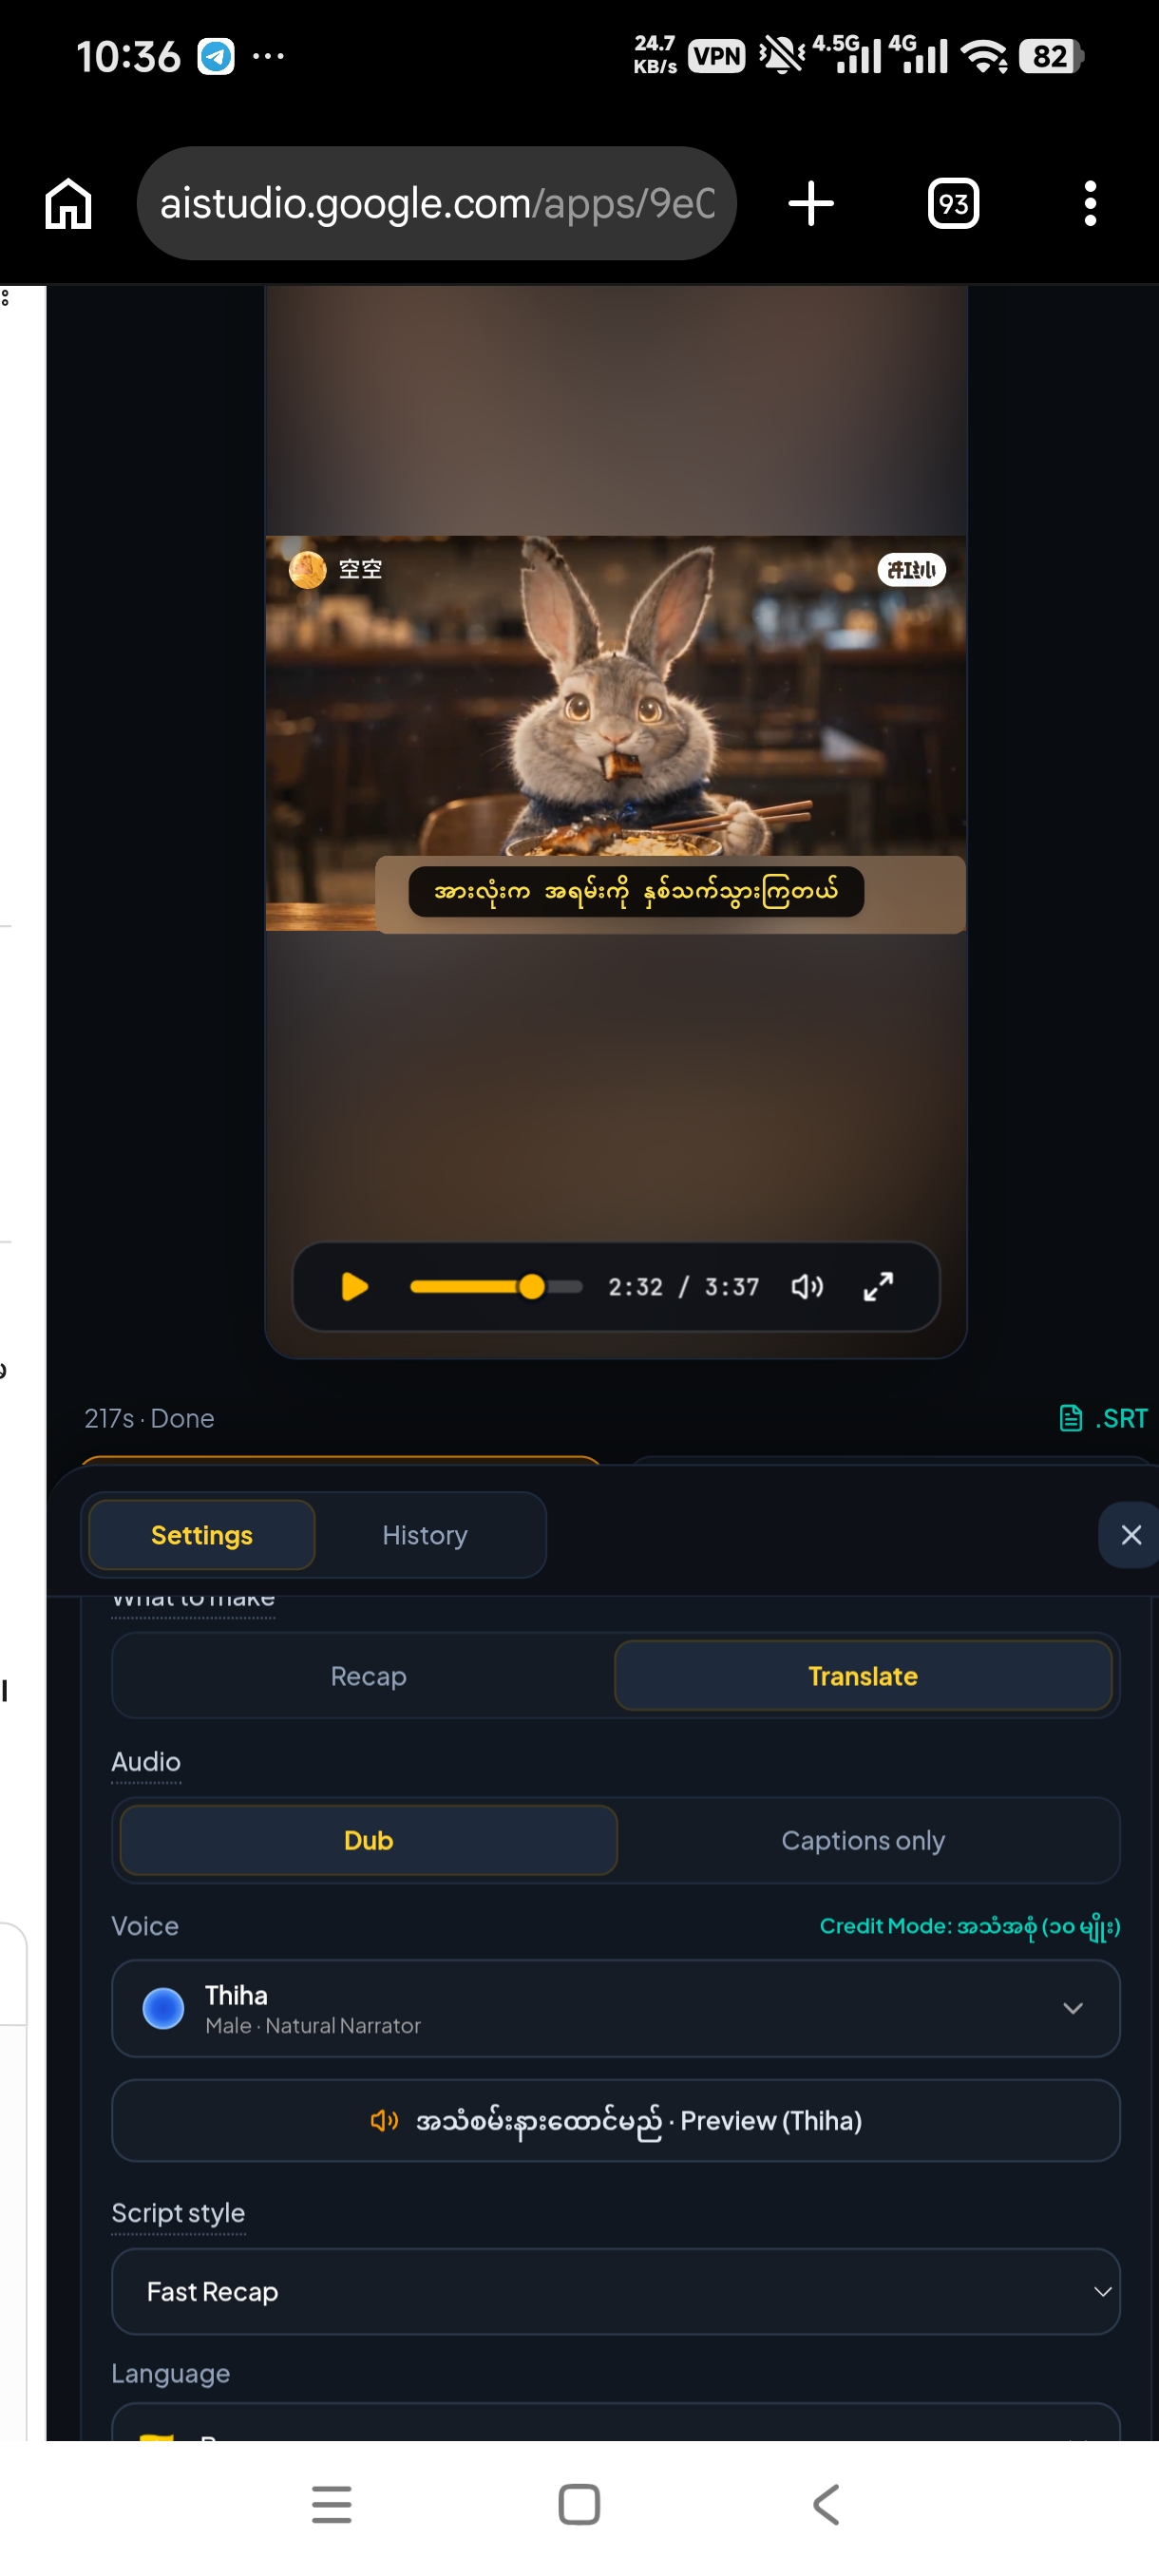 10:36
24.7 KB/s VPN 4.5G 4G 82
aistudio.google.com/apps/9e
93
空空
အားလုံးက အရမ်းကို နှစ်သက်သွားကြတယ်
2:32 / 3:37
217s · Done
.SRT
Settings
History
What to make
Recap
Translate
Audio
Dub
Captions only
Voice
Credit Mode: အသံအစုံ (၁၀ မျိုး)
Thiha
Male · Natural Narrator
အသံစမ်းနားထောင်မည် · Preview (Thiha)
Script style
Fast Recap
Language